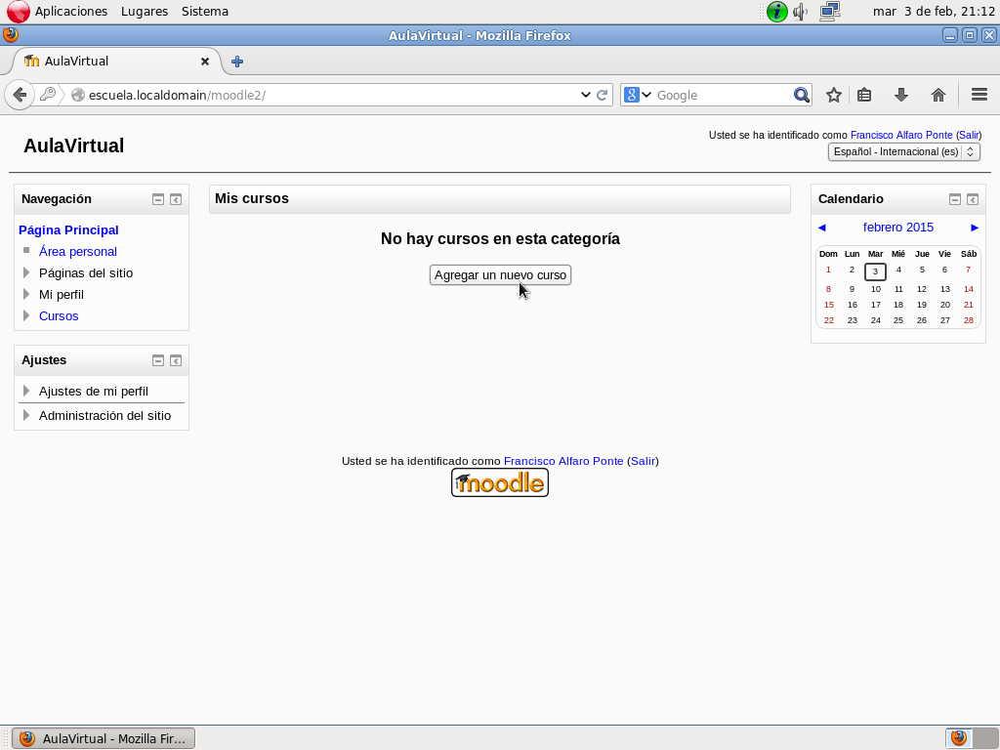 Aplicaciones Lugares Sistema mar 3 de feb, 21:12
AulaVirtual - Mozilla Firefox
AulaVirtual
escuela.localdomain/moodle2/ Google
Usted se ha identificado como Francisco Alfaro Ponte (Salir)
AulaVirtual
Español - Internacional (es)
Navegación
Página Principal
Área personal
Páginas del sitio
Mi perfil
Cursos
Ajustes
Ajustes de mi perfil
Administración del sitio
Mis cursos
No hay cursos en esta categoría
Agregar un nuevo curso
Calendario
◄ febrero 2015 ►
Dom Lun Mar Mié Jue Vie Sáb
1 2 3 4 5 6 7
8 9 10 11 12 13 14
15 16 17 18 19 20 21
22 23 24 25 26 27 28
Usted se ha identificado como Francisco Alfaro Ponte (Salir)
moodle
AulaVirtual - Mozilla Fir...